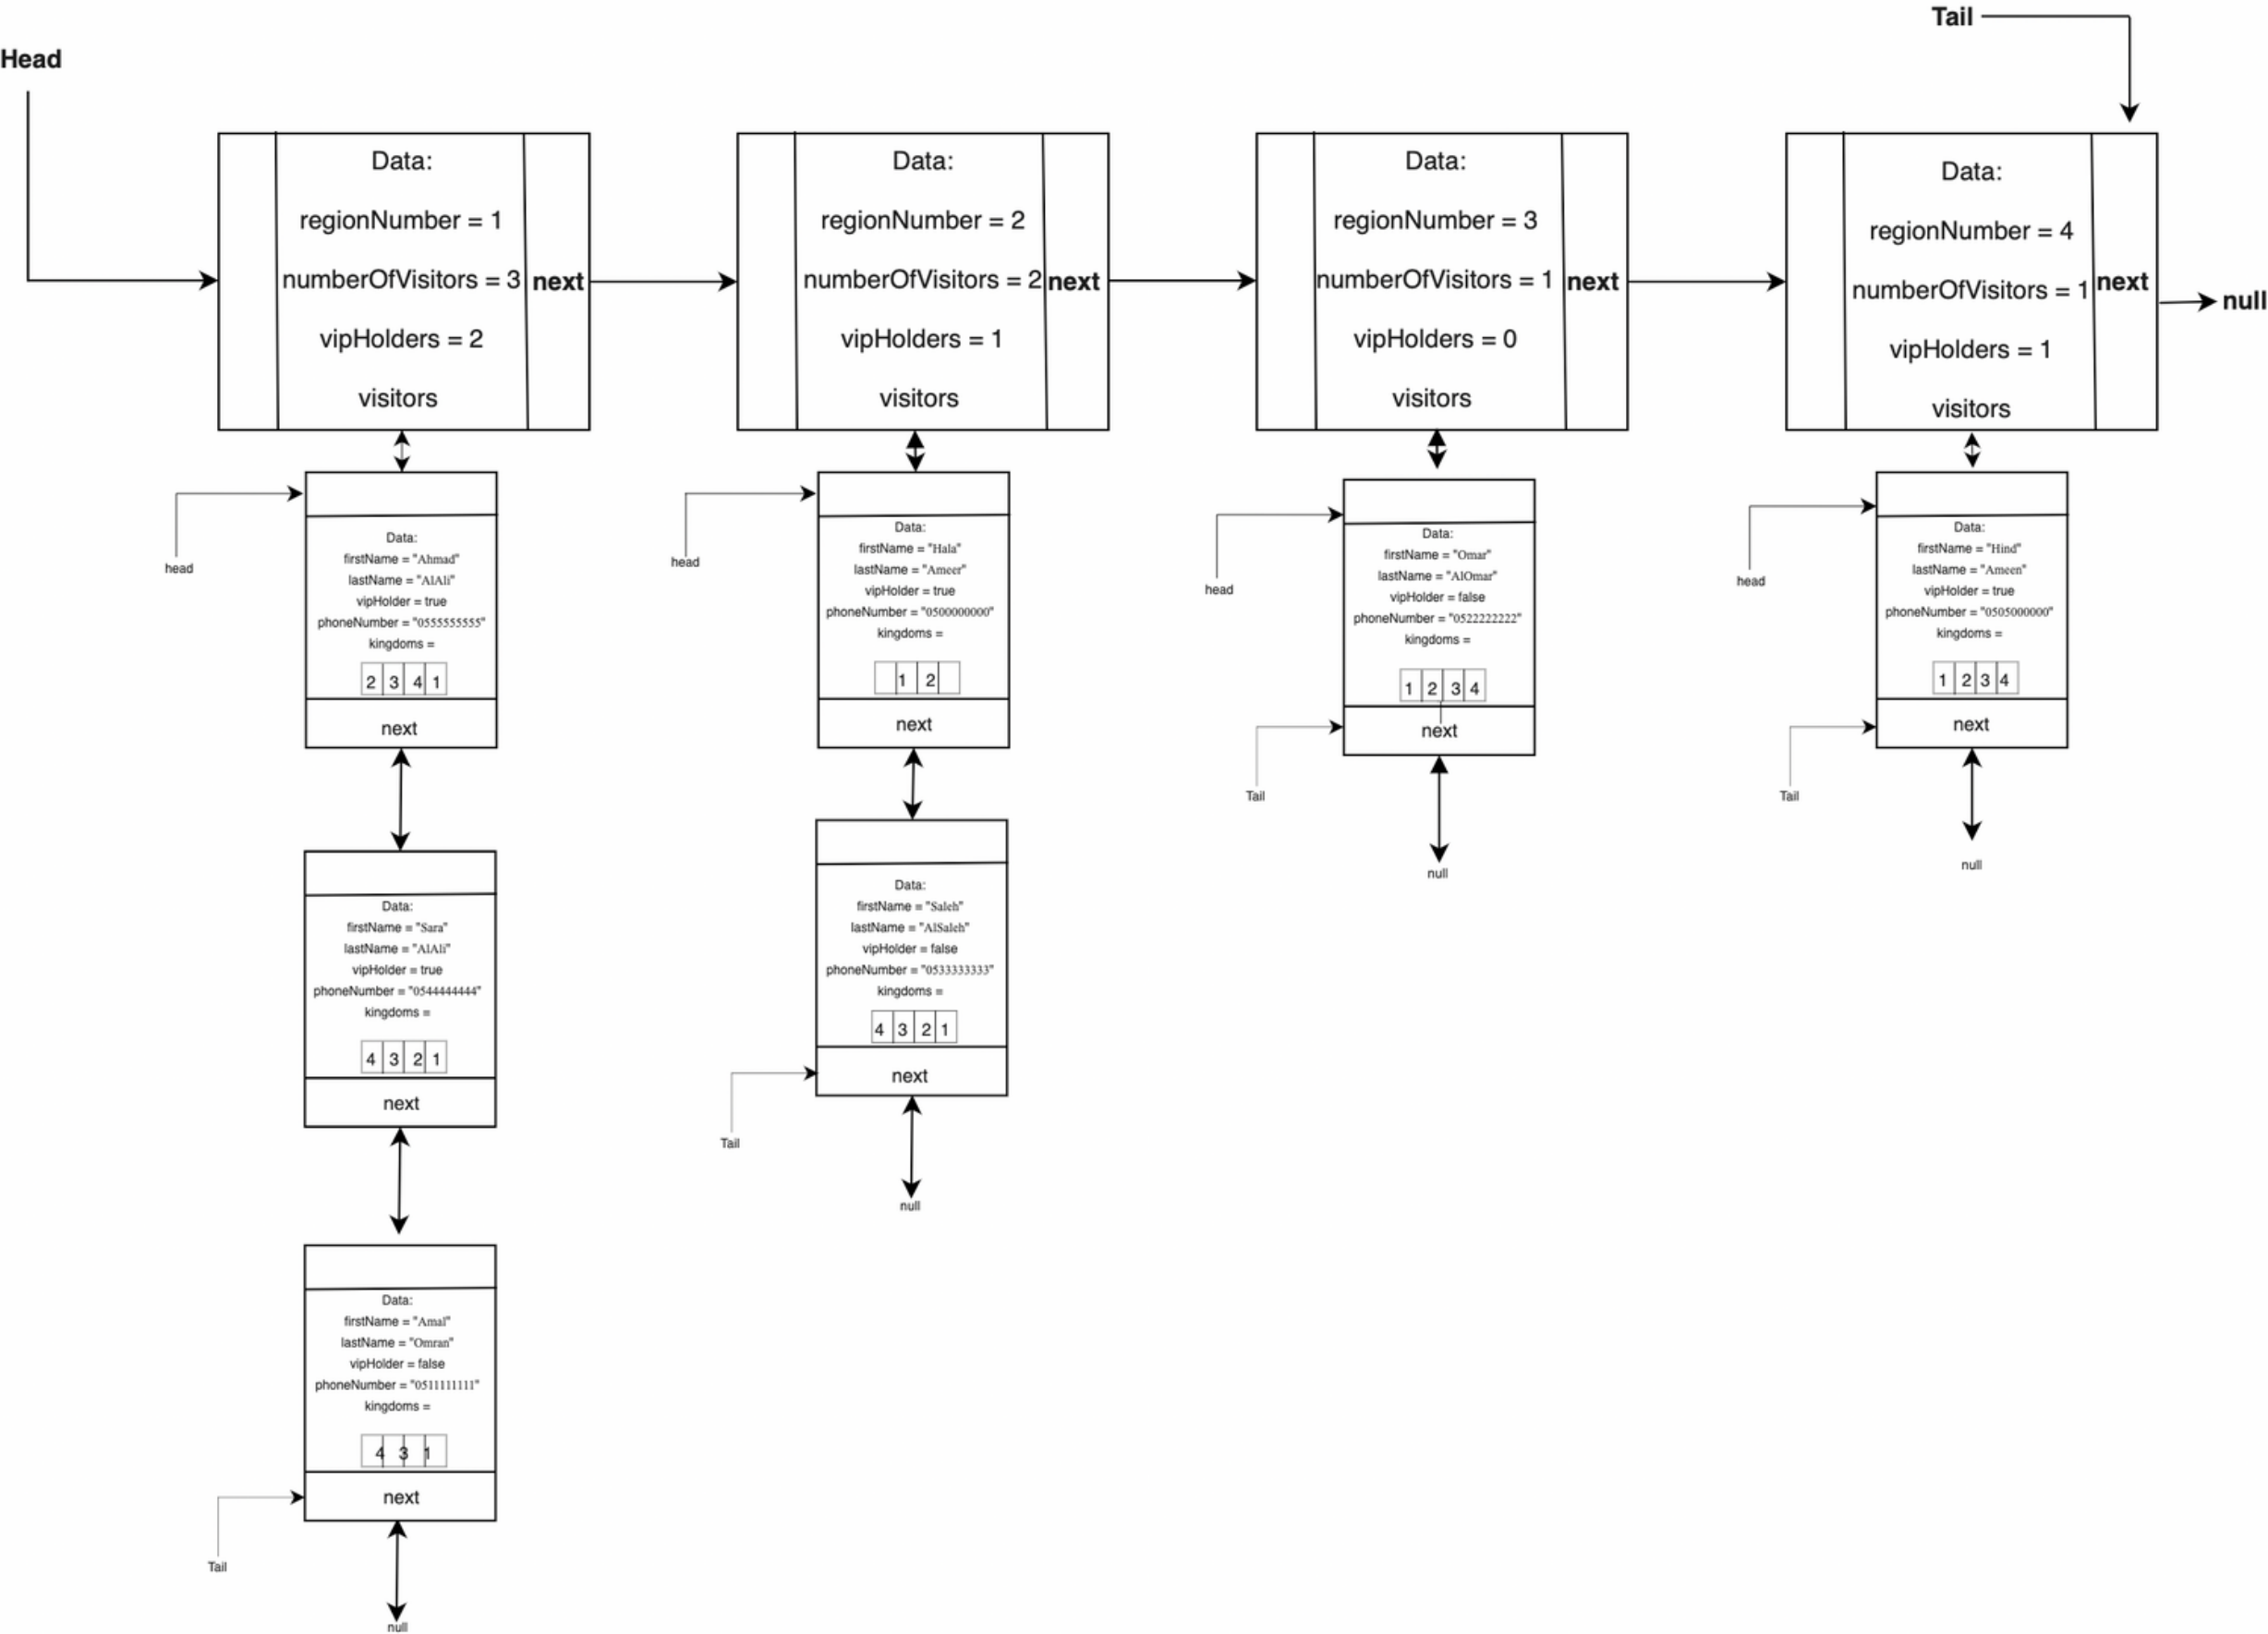 Head
Tail
Data:
regionNumber = 1
numberOfVisitors = 3
vipHolders = 2
visitors
next
Data:
regionNumber = 2
numberOfVisitors = 2
vipHolders = 1
visitors
next
Data:
regionNumber = 3
numberOfVisitors = 1
vipHolders = 0
visitors
next
Data:
regionNumber = 4
numberOfVisitors = 1
vipHolders = 1
visitors
next
null
head
Data:
firstName = "Ahmad"
lastName = "AlAli"
vipHolder = true
phoneNumber = "0555555555"
kingdoms =
2 3 4 1
next
Data:
firstName = "Sara"
lastName = "AlAli"
vipHolder = true
phoneNumber = "0544444444"
kingdoms =
4 3 2 1
next
Data:
firstName = "Amal"
lastName = "Omran"
vipHolder = false
phoneNumber = "0511111111"
kingdoms =
4 3 1
next
Tail
null
head
Data:
firstName = "Hala"
lastName = "Ameer"
vipHolder = true
phoneNumber = "0500000000"
kingdoms =
1 2
next
Data:
firstName = "Saleh"
lastName = "AlSaleh"
vipHolder = false
phoneNumber = "0533333333"
kingdoms =
4 3 2 1
next
Tail
null
head
Data:
firstName = "Omar"
lastName = "AlOmar"
vipHolder = false
phoneNumber = "0522222222"
kingdoms =
1 2 3 4
next
Tail
null
head
Data:
firstName = "Hind"
lastName = "Ameen"
vipHolder = true
phoneNumber = "0505000000"
kingdoms =
1 2 3 4
next
Tail
null